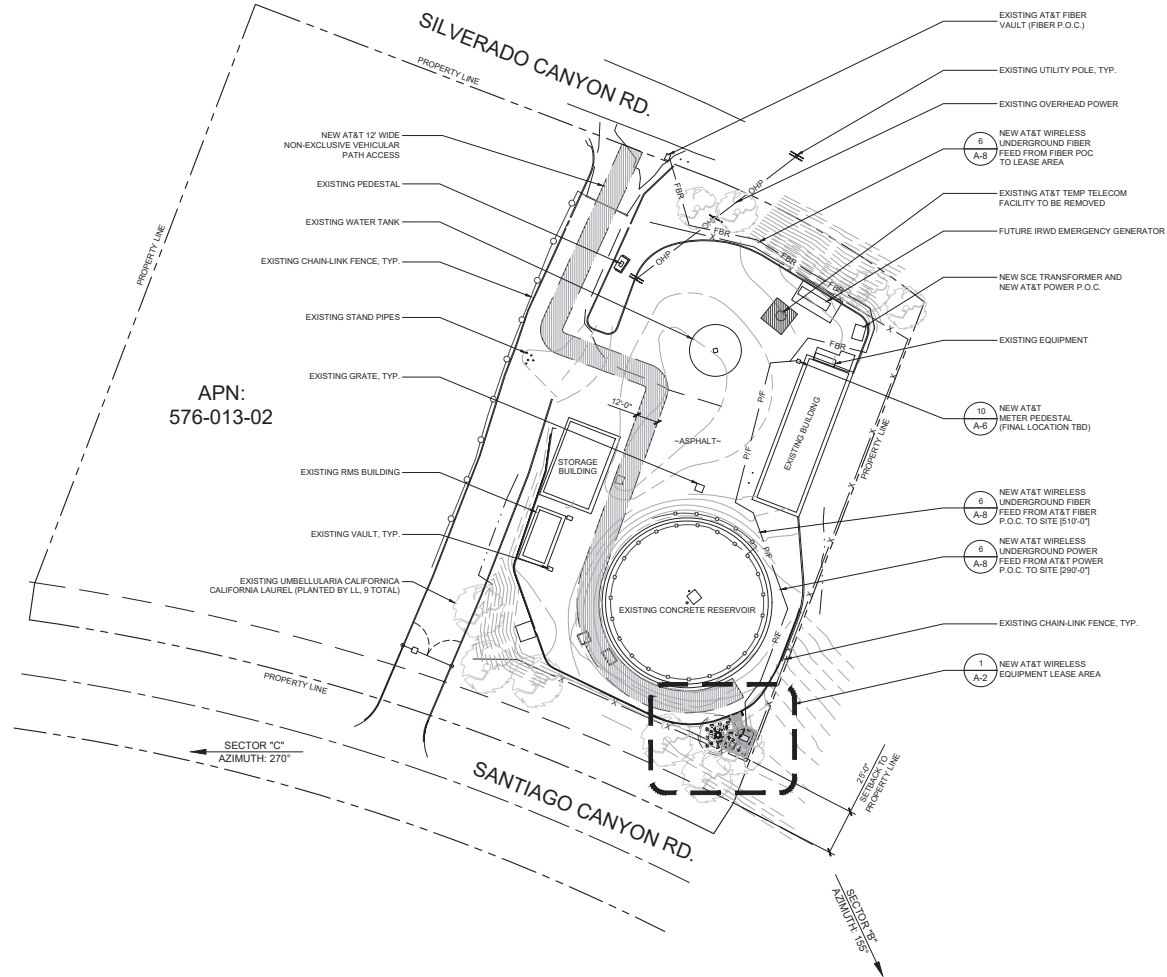 SILVERADO CANYON RD.
PROPERTY LINE
PROPERTY LINE
NEW AT&T 12' WIDE
NON-EXCLUSIVE VEHICULAR
PATH ACCESS
EXISTING PEDESTAL
EXISTING WATER TANK
EXISTING CHAIN-LINK FENCE, TYP.
EXISTING STAND PIPES
EXISTING GRATE, TYP.
APN:
576-013-02
EXISTING RMS BUILDING
EXISTING VAULT, TYP.
EXISTING UMBELLULARIA CALIFORNICA
CALIFORNIA LAUREL (PLANTED BY LL, 9 TOTAL)
PROPERTY LINE
SECTOR "C"
AZIMUTH: 270°
SANTIAGO CANYON RD.
FBR
OHP
OHP
OHP
FBR
FBR
FBR
FBR
X
X
X
X
X
X
X
X
12'-0"
~ASPHALT~
STORAGE
BUILDING
EXISTING BUILDING
P/F
P/F
P/F
P/F
PROPERTY LINE
EXISTING CONCRETE RESERVOIR
EXISTING AT&T FIBER
VAULT (FIBER P.O.C.)
EXISTING UTILITY POLE, TYP.
EXISTING OVERHEAD POWER
6
A-8
NEW AT&T WIRELESS
UNDERGROUND FIBER
FEED FROM FIBER POC
TO LEASE AREA
EXISTING AT&T TEMP TELECOM
FACILITY TO BE REMOVED
FUTURE IRWD EMERGENCY GENERATOR
NEW SCE TRANSFORMER AND
NEW AT&T POWER P.O.C.
EXISTING EQUIPMENT
10
A-6
NEW AT&T
METER PEDESTAL
(FINAL LOCATION TBD)
6
A-8
NEW AT&T WIRELESS
UNDERGROUND FIBER
FEED FROM AT&T FIBER
P.O.C. TO SITE [510'-0"]
6
A-8
NEW AT&T WIRELESS
UNDERGROUND POWER
FEED FROM AT&T POWER
P.O.C. TO SITE [290'-0"]
EXISTING CHAIN-LINK FENCE, TYP.
1
A-2
NEW AT&T WIRELESS
EQUIPMENT LEASE AREA
25'-0"
SETBACK TO
PROPERTY LINE
SECTOR "B"
AZIMUTH: 155°